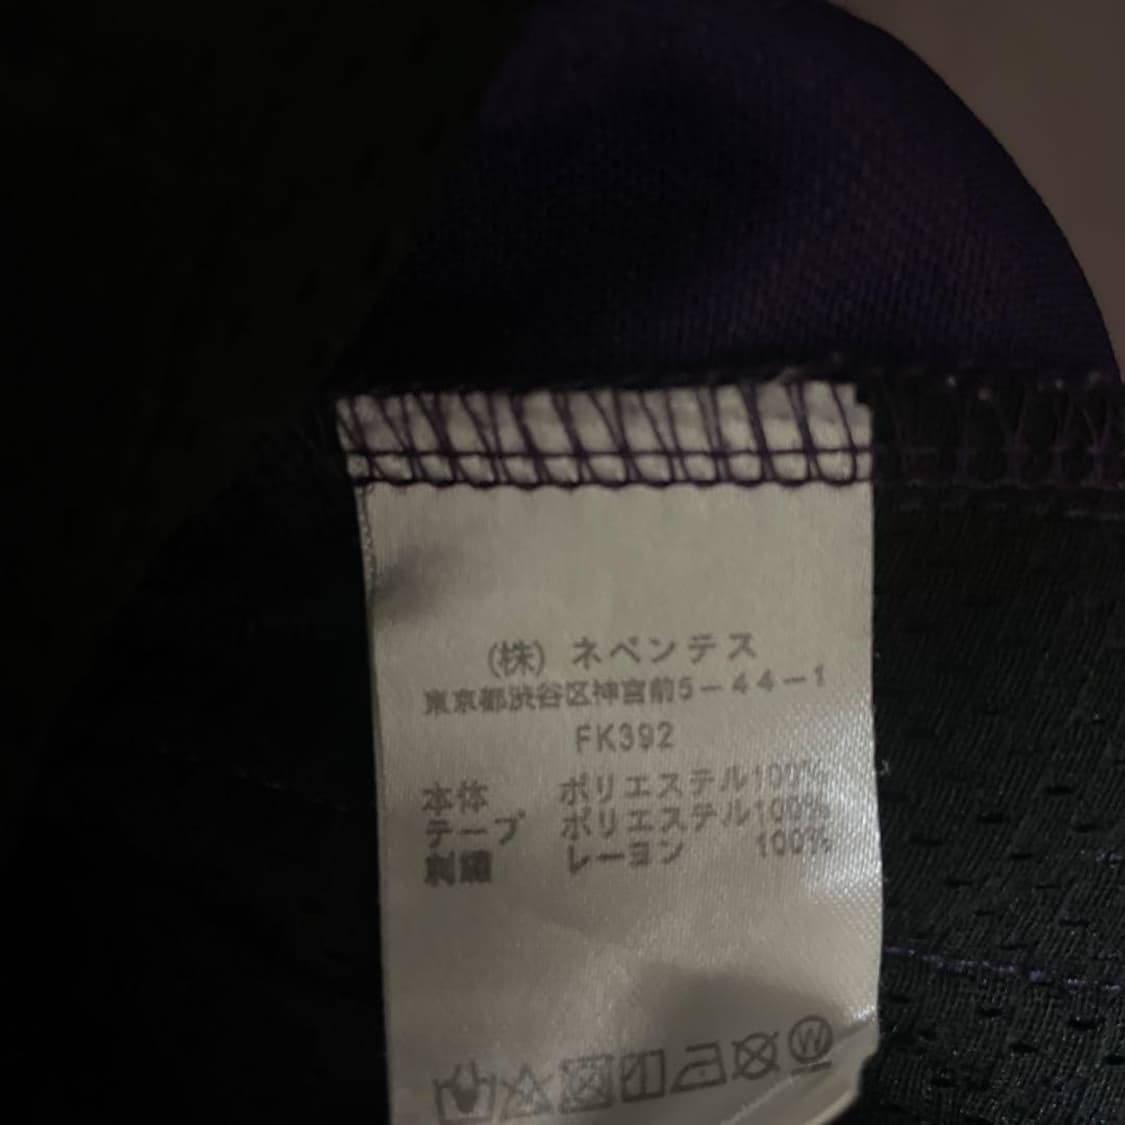 (株) ネペンテス
東京都渋谷区神宮前5-44-1
FK392
本体 ポリエステル100%
テープ ポリエステル100%
刺繍 レーヨン 100%
W